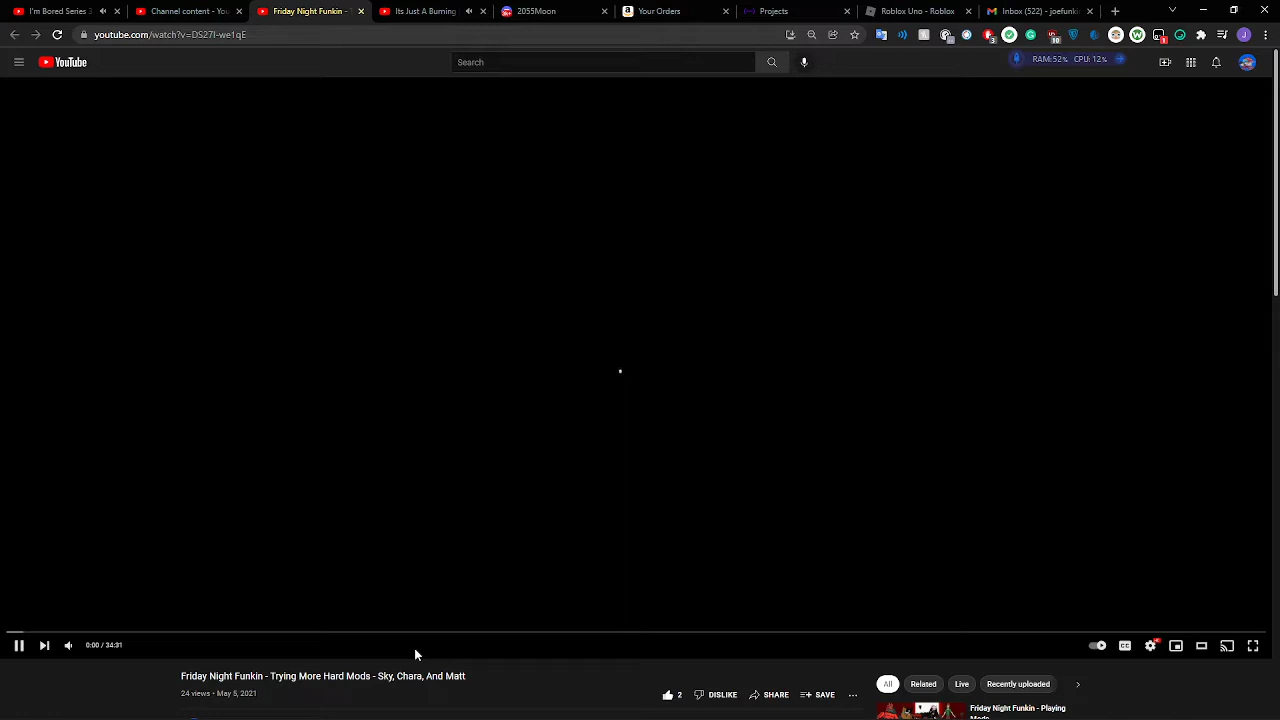 I'm Bored Series 3
Channel content - You
Friday Night Funkin -
Its Just A Burning
2055Moon
Your Orders
Projects
Roblox Uno - Roblox
Inbox (522) - joefunki
youtube.com/watch?v=DS27l-we1qE
YouTube
Search
RAM:52% CPU:12%
0:00 / 34:31
Friday Night Funkin - Trying More Hard Mods - Sky, Chara, And Matt
24 views • May 5, 2021
2
DISLIKE
SHARE
SAVE
All
Related
Live
Recently uploaded
Friday Night Funkin - Playing
Mods